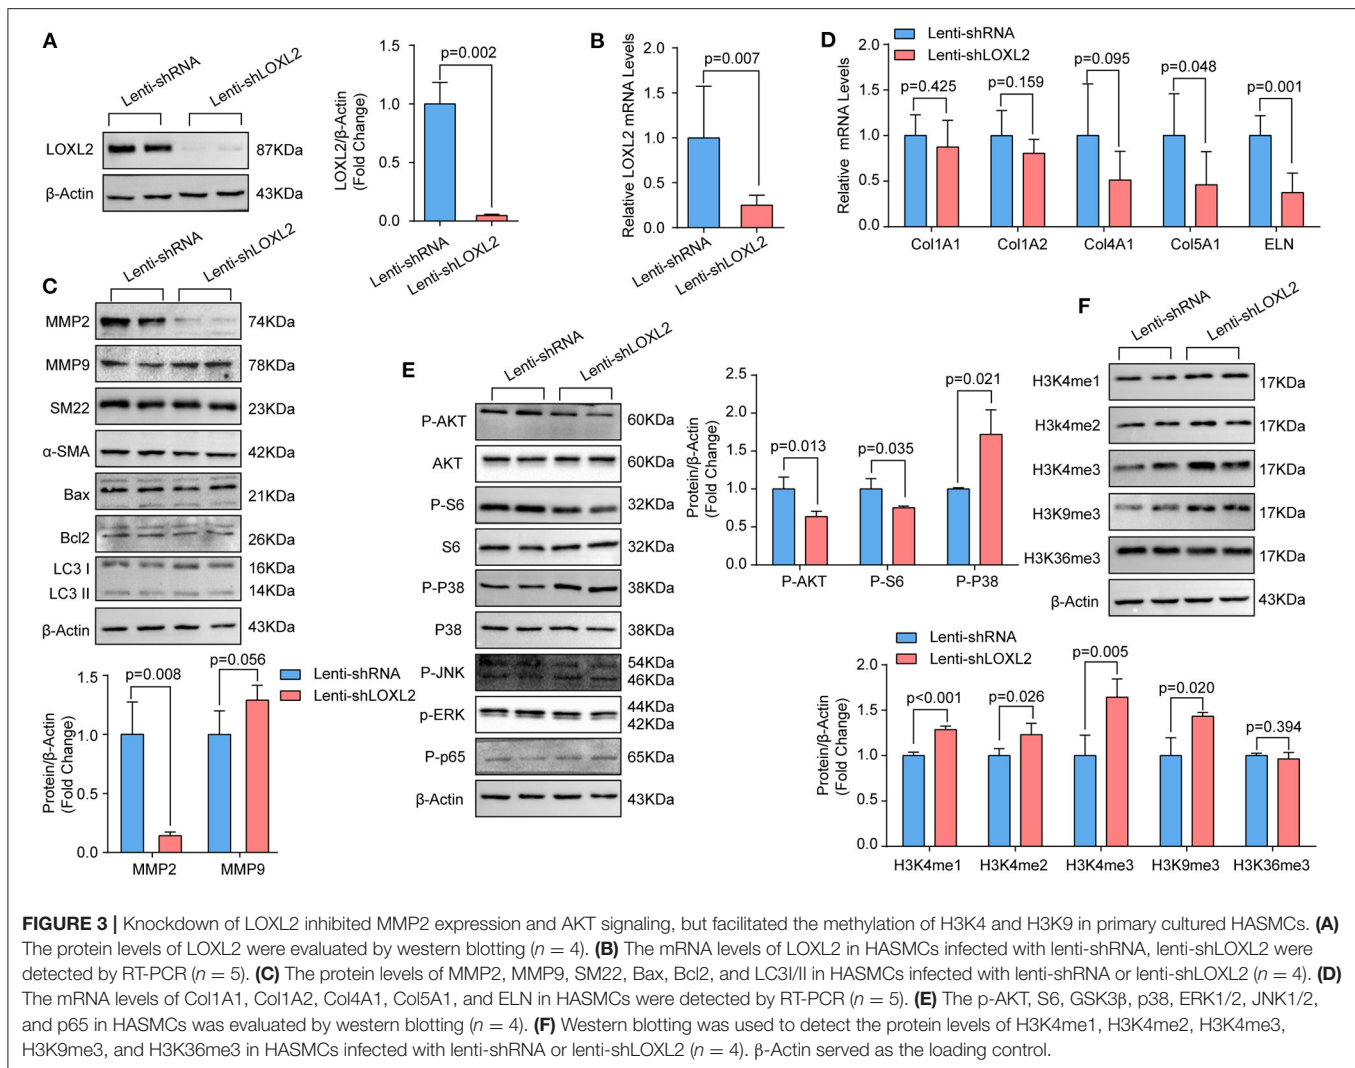 A
Lenti-shRNA
Lenti-shLOXL2
LOXL2
87KDa
β-Actin
43KDa
LOXL2/β-Actin
(Fold Change)
1.5
1.0
0.5
0.0
p=0.002
Lenti-shRNA
Lenti-shLOXL2
B
Relative LOXL2 mRNA Levels
2.0
1.5
1.0
0.5
0.0
p=0.007
Lenti-shRNA
Lenti-shLOXL2
D
Lenti-shRNA
Lenti-shLOXL2
Relative mRNA Levels
2.0
1.5
1.0
0.5
0.0
p=0.425
p=0.159
p=0.095
p=0.048
p=0.001
Col1A1
Col1A2
Col4A1
Col5A1
ELN
C
Lenti-shRNA
Lenti-shLOXL2
MMP2
74KDa
MMP9
78KDa
SM22
23KDa
α-SMA
42KDa
Bax
21KDa
Bcl2
26KDa
LC3 I
16KDa
LC3 II
14KDa
β-Actin
43KDa
Protein/β-Actin
(Fold Change)
1.5
1.0
0.5
0.0
p=0.008
p=0.056
Lenti-shRNA
Lenti-shLOXL2
MMP2
MMP9
E
Lenti-shRNA
Lenti-shLOXL2
P-AKT
60KDa
AKT
60KDa
P-S6
32KDa
S6
32KDa
P-P38
38KDa
P38
38KDa
P-JNK
54KDa
46KDa
p-ERK
44KDa
42KDa
P-p65
65KDa
β-Actin
43KDa
Protein/β-Actin
(Fold Change)
2.5
2.0
1.5
1.0
0.5
0.0
p=0.013
p=0.035
p=0.021
P-AKT
P-S6
P-P38
F
Lenti-shRNA
Lenti-shLOXL2
H3K4me1
17KDa
H3k4me2
17KDa
H3K4me3
17KDa
H3K9me3
17KDa
H3K36me3
17KDa
β-Actin
43KDa
Lenti-shRNA
Lenti-shLOXL2
Protein/β-Actin
(Fold Change)
2.0
1.5
1.0
0.5
0.0
p<0.001
p=0.026
p=0.005
p=0.020
p=0.394
H3K4me1
H3K4me2
H3K4me3
H3K9me3
H3K36me3
FIGURE 3 | Knockdown of LOXL2 inhibited MMP2 expression and AKT signaling, but facilitated the methylation of H3K4 and H3K9 in primary cultured HASMCs. (A)
The protein levels of LOXL2 were evaluated by western blotting (n = 4). (B) The mRNA levels of LOXL2 in HASMCs infected with lenti-shRNA, lenti-shLOXL2 were
detected by RT-PCR (n = 5). (C) The protein levels of MMP2, MMP9, SM22, Bax, Bcl2, and LC3I/II in HASMCs infected with lenti-shRNA or lenti-shLOXL2 (n = 4). (D)
The mRNA levels of Col1A1, Col1A2, Col4A1, Col5A1, and ELN in HASMCs were detected by RT-PCR (n = 5). (E) The p-AKT, S6, GSK3β, p38, ERK1/2, JNK1/2,
and p65 in HASMCs was evaluated by western blotting (n = 4). (F) Western blotting was used to detect the protein levels of H3K4me1, H3K4me2, H3K4me3,
H3K9me3, and H3K36me3 in HASMCs infected with lenti-shRNA or lenti-shLOXL2 (n = 4). β-Actin served as the loading control.